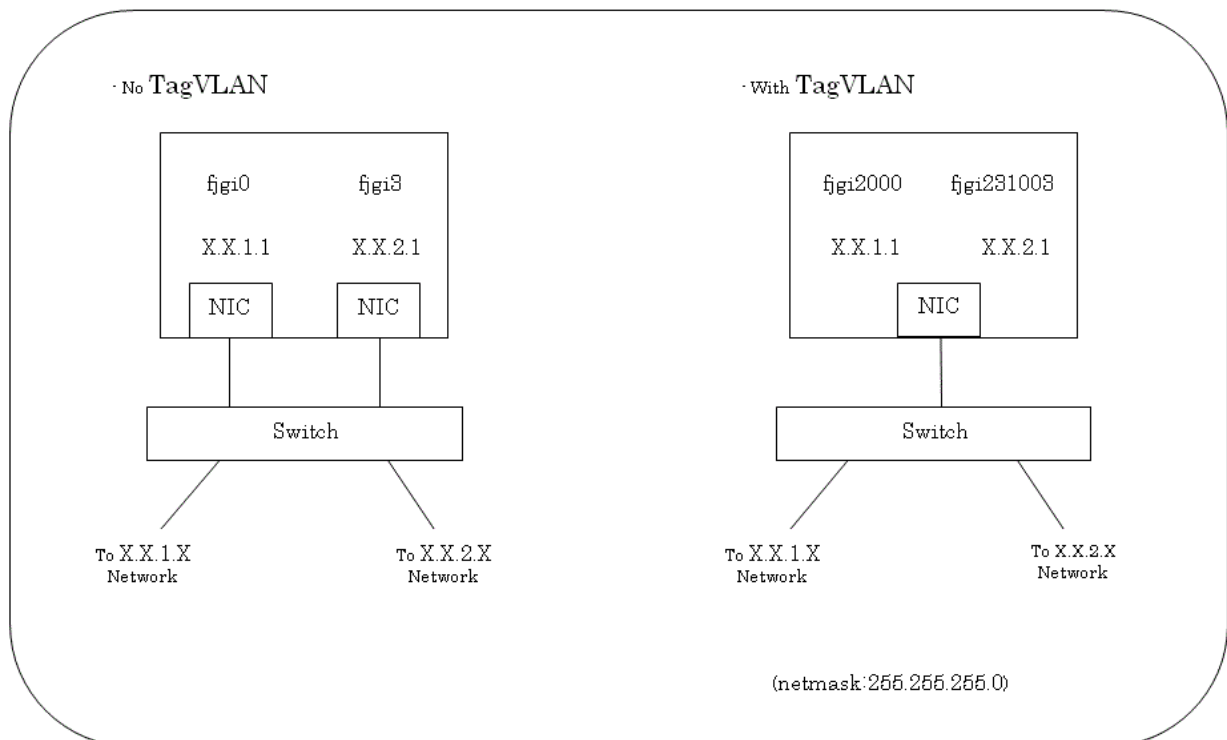 - No TagVLAN
fjgi0 fjgi3
X.X.1.1 X.X.2.1
NIC NIC
Switch
To X.X.1.X
Network
To X.X.2.X
Network
- With TagVLAN
fjgi2000 fjgi231003
X.X.1.1 X.X.2.1
NIC
Switch
To X.X.1.X
Network
To X.X.2.X
Network
(netmask:255.255.255.0)